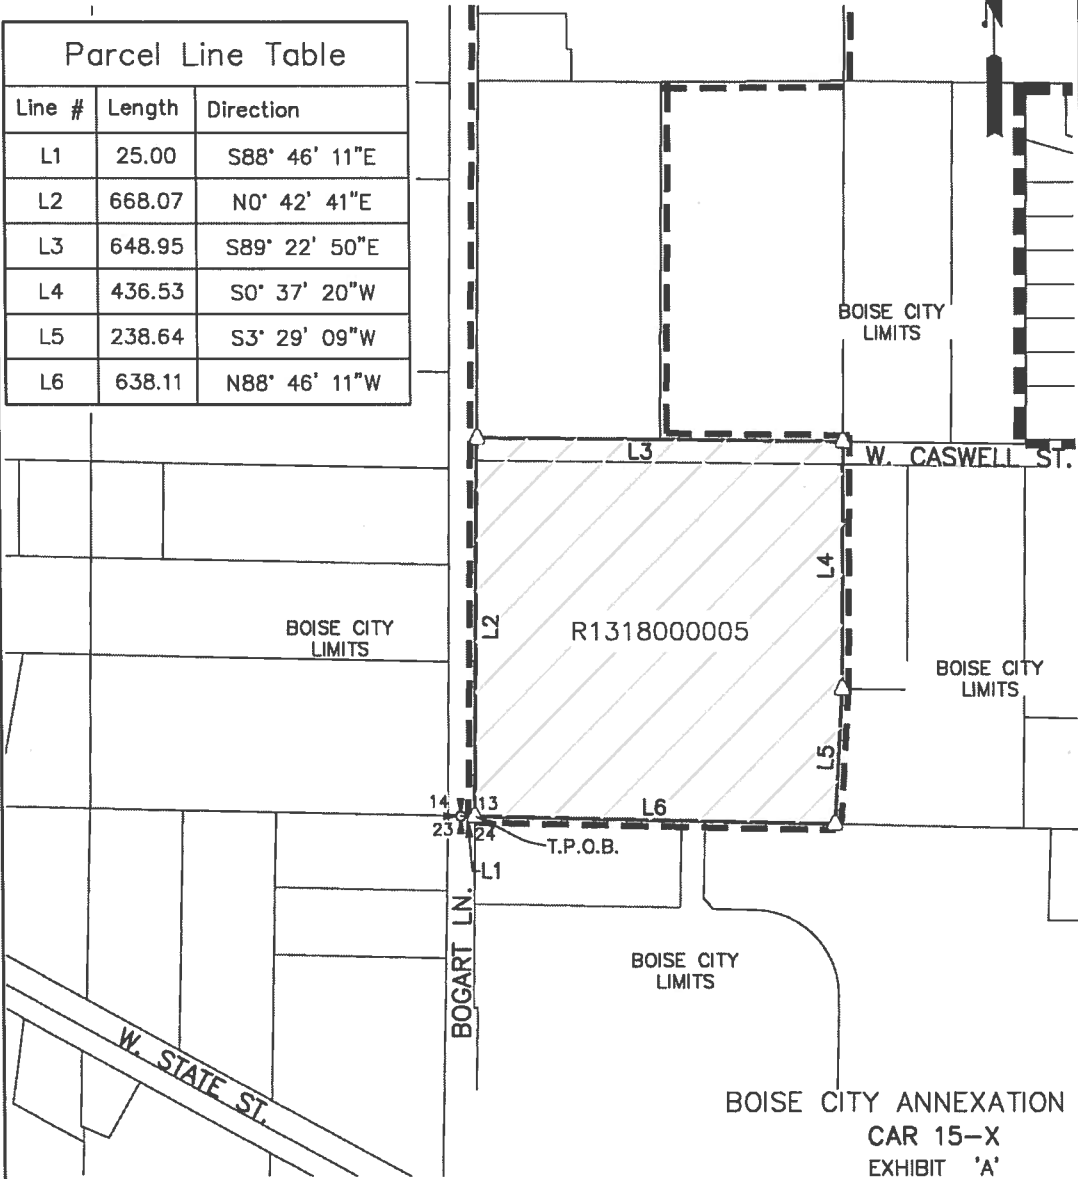 Parcel Line Table
Line # Length Direction
L1 25.00 S88° 46' 11"E
L2 668.07 N0° 42' 41"E
L3 648.95 S89° 22' 50"E
L4 436.53 S0° 37' 20"W
L5 238.64 S3° 29' 09"W
L6 638.11 N88° 46' 11"W
BOISE CITY
LIMITS
L3
W. CASWELL ST.
L4
L2
R1318000005
BOISE CITY
LIMITS
BOISE CITY
LIMITS
L5
14 13
23 24
L6
T.P.O.B.
L1
BOGART LN.
BOISE CITY
LIMITS
W. STATE ST.
BOISE CITY ANNEXATION
CAR 15-X
EXHIBIT 'A'